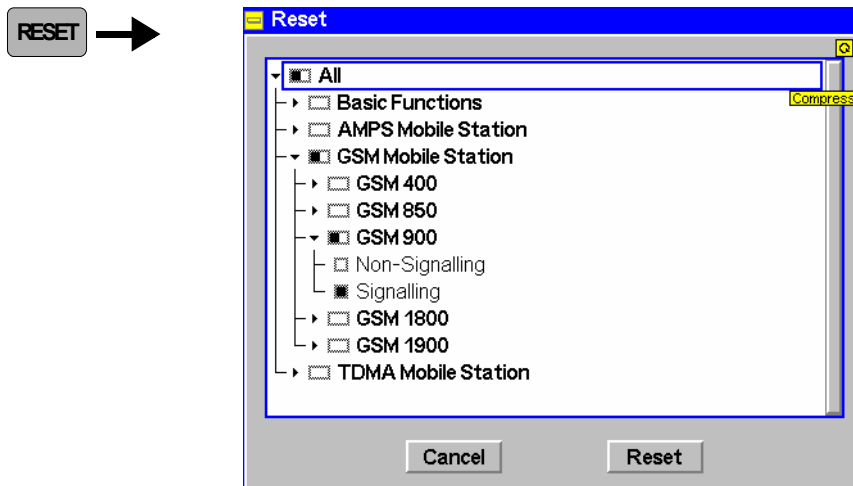 RESET
Reset
All
Compress
Basic Functions
AMPS Mobile Station
GSM Mobile Station
GSM 400
GSM 850
GSM 900
Non-Signalling
Signalling
GSM 1800
GSM 1900
TDMA Mobile Station
Cancel
Reset